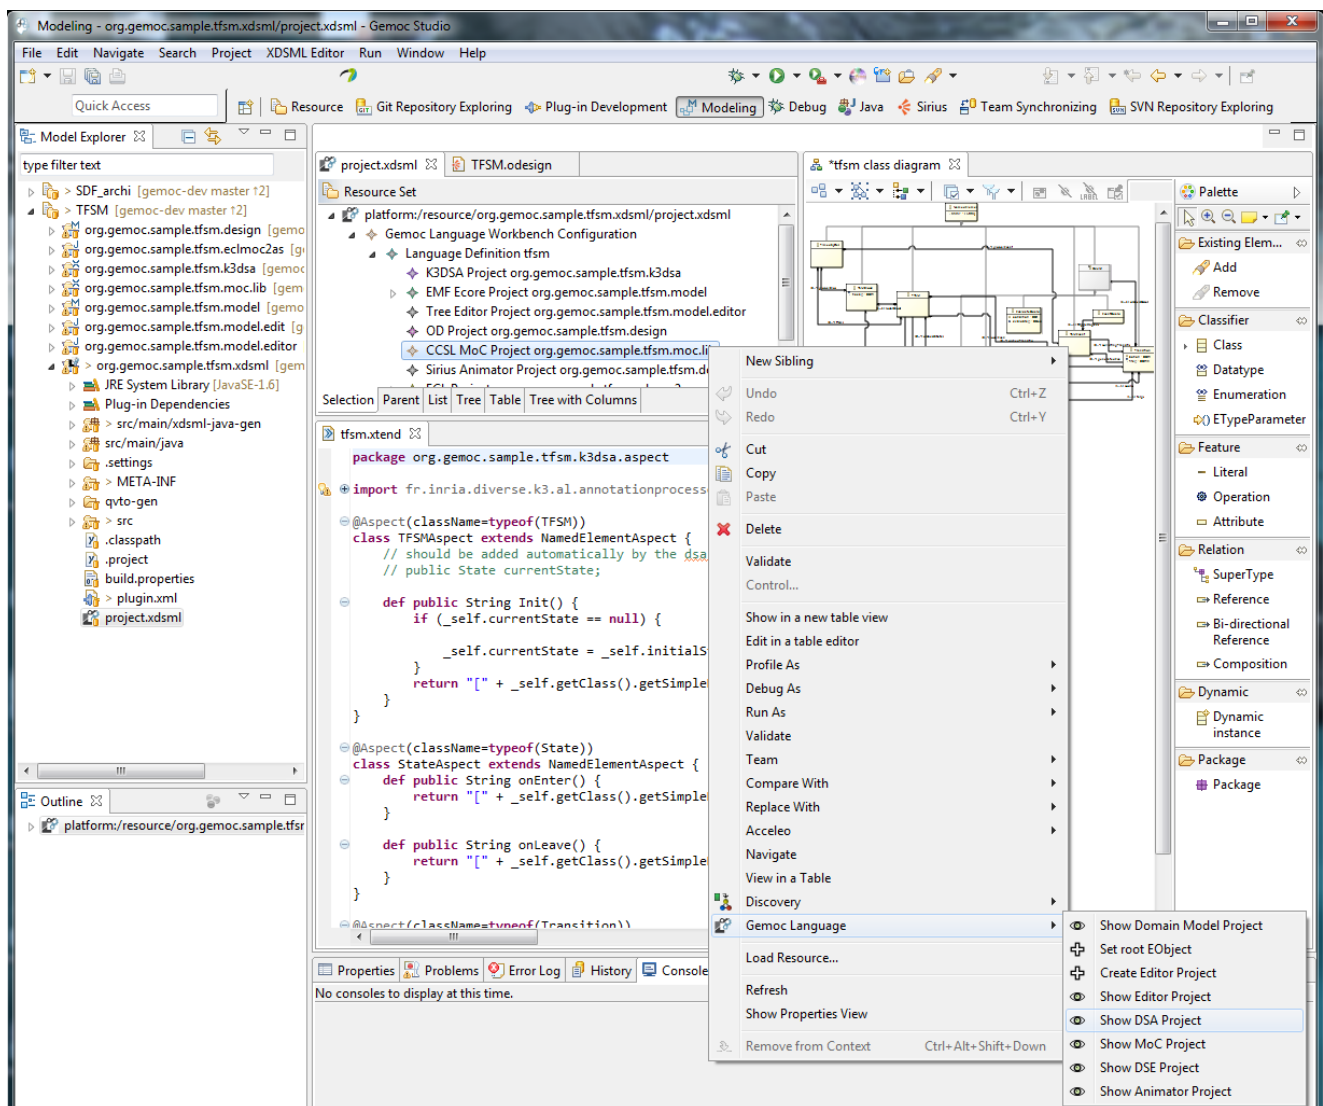 Modeling - org.gemoc.sample.tfsm.xdsml/project.xdsml - Gemoc Studio
File Edit Navigate Search Project XDSML Editor Run Window Help
Quick Access
Resource Git Repository Exploring Plug-in Development Modeling Debug Java Sirius Team Synchronizing SVN Repository Exploring
Model Explorer
type filter text
> SDF_archi [gemoc-dev master ↑2]
> TFSM [gemoc-dev master ↑2]
org.gemoc.sample.tfsm.design [gemo
org.gemoc.sample.tfsm.eclmoc2as [g
org.gemoc.sample.tfsm.k3dsa [gemoc
org.gemoc.sample.tfsm.moc.lib [gem
org.gemoc.sample.tfsm.model [gemo
org.gemoc.sample.tfsm.model.edit [g
org.gemoc.sample.tfsm.model.editor
> org.gemoc.sample.tfsm.xdsml [gem
JRE System Library [JavaSE-1.6]
Plug-in Dependencies
> src/main/xdsml-java-gen
src/main/java
.settings
> META-INF
qvto-gen
> src
.classpath
.project
build.properties
> plugin.xml
project.xdsml
Outline
platform:/resource/org.gemoc.sample.tfsr
project.xdsml TFSM.odesign
Resource Set
platform:/resource/org.gemoc.sample.tfsm.xdsml/project.xdsml
Gemoc Language Workbench Configuration
Language Definition tfsm
K3DSA Project org.gemoc.sample.tfsm.k3dsa
EMF Ecore Project org.gemoc.sample.tfsm.model
Tree Editor Project org.gemoc.sample.tfsm.model.editor
OD Project org.gemoc.sample.tfsm.design
CCSL MoC Project org.gemoc.sample.tfsm.moc.li
Sirius Animator Project org.gemoc.sample.tfsm.de
Selection Parent List Tree Table Tree with Columns
tfsm.xtend
package org.gemoc.sample.tfsm.k3dsa.aspect
import fr.inria.diverse.k3.al.annotationprocess
@Aspect(className=typeof(TFSM))
class TFSMAspect extends NamedElementAspect {
// should be added automatically by the dsa
// public State currentState;
def public String Init() {
if (_self.currentState == null) {
_self.currentState = _self.initialS
}
return "[" + _self.getClass().getSimple
}
}
@Aspect(className=typeof(State))
class StateAspect extends NamedElementAspect {
def public String onEnter() {
return "[" + _self.getClass().getSimple
}
def public String onLeave() {
return "[" + _self.getClass().getSimple
}
}
@Aspect(className=typeof(Transition))
Properties Problems Error Log History Console
No consoles to display at this time.
*tfsm class diagram
Palette
Existing Elem...
Add
Remove
Classifier
Class
Datatype
Enumeration
ETypeParameter
Feature
Literal
Operation
Attribute
Relation
SuperType
Reference
Bi-directional
Reference
Composition
Dynamic
Dynamic
instance
Package
Package
New Sibling
Undo Ctrl+Z
Redo Ctrl+Y
Cut
Copy
Paste
Delete
Validate
Control...
Show in a new table view
Edit in a table editor
Profile As
Debug As
Run As
Validate
Team
Compare With
Replace With
Acceleo
Navigate
View in a Table
Discovery
Gemoc Language
Load Resource...
Refresh
Show Properties View
Remove from Context Ctrl+Alt+Shift+Down
Show Domain Model Project
Set root EObject
Create Editor Project
Show Editor Project
Show DSA Project
Show MoC Project
Show DSE Project
Show Animator Project